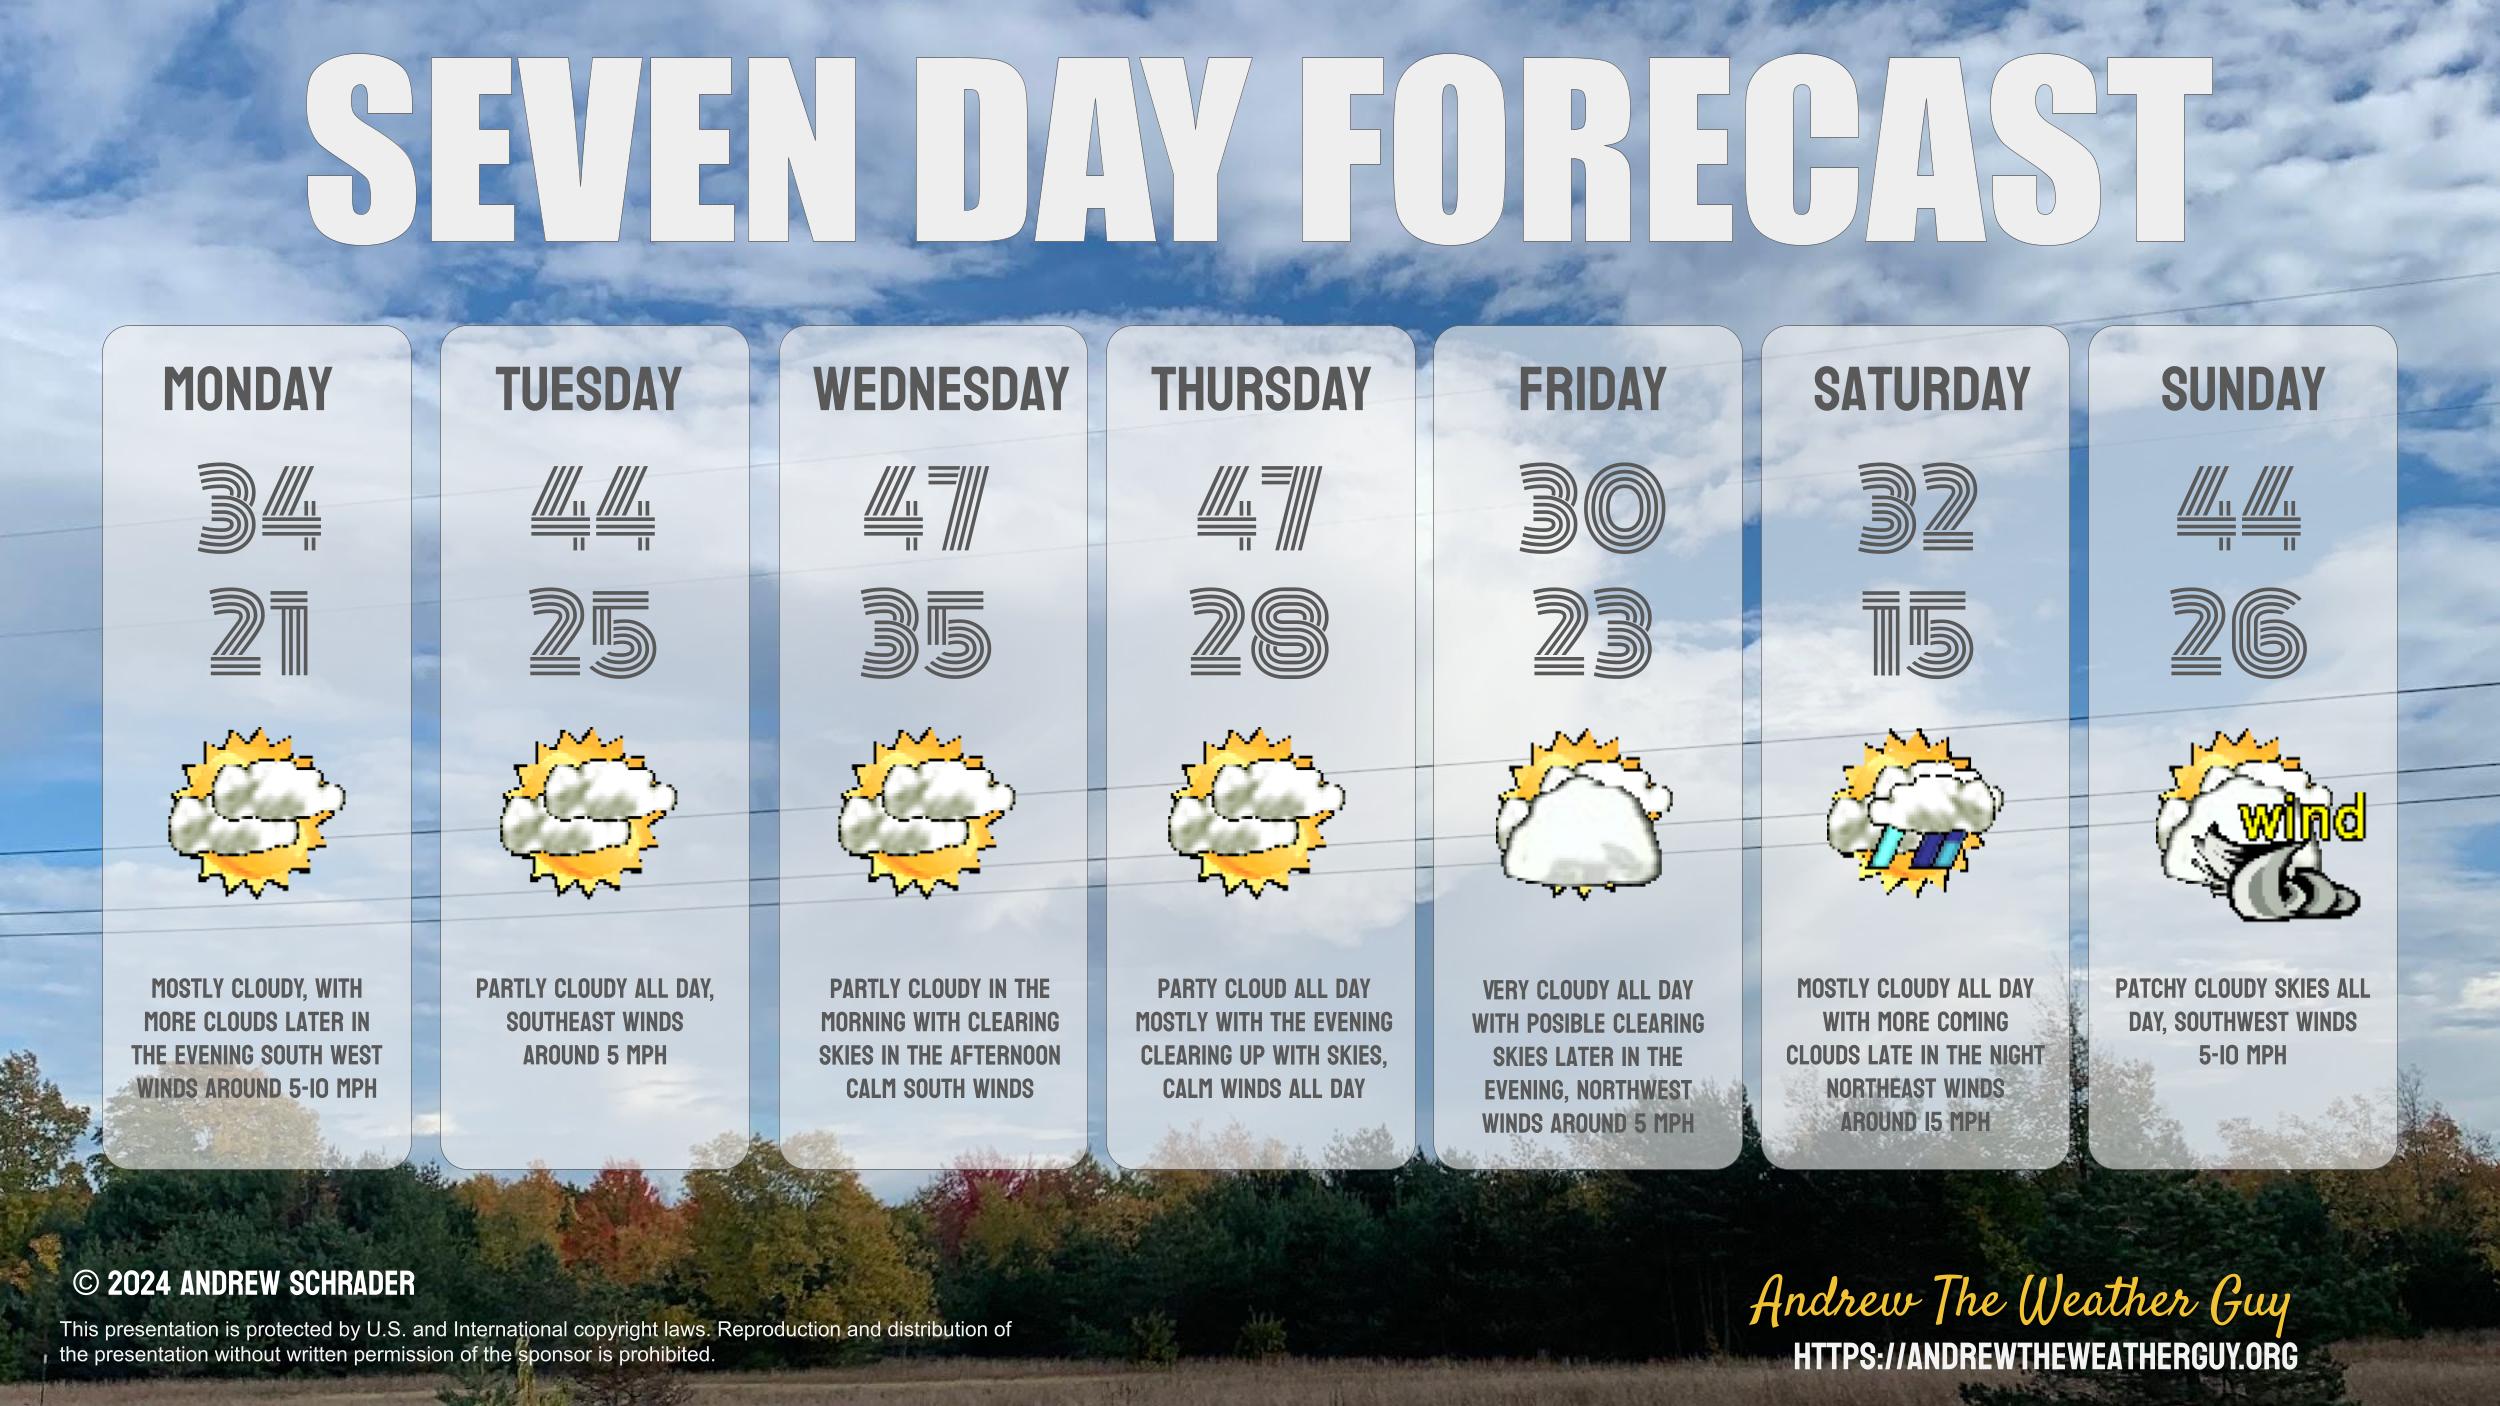 SEVEN DAY FORECAST
MONDAY
34
21
MOSTLY CLOUDY, WITH
MORE CLOUDS LATER IN
THE EVENING SOUTH WEST
WINDS AROUND 5-10 MPH
TUESDAY
44
25
PARTLY CLOUDY ALL DAY,
SOUTHEAST WINDS
AROUND 5 MPH
WEDNESDAY
47
35
PARTLY CLOUDY IN THE
MORNING WITH CLEARING
SKIES IN THE AFTERNOON
CALM SOUTH WINDS
THURSDAY
47
28
PARTY CLOUD ALL DAY
MOSTLY WITH THE EVENING
CLEARING UP WITH SKIES,
CALM WINDS ALL DAY
FRIDAY
30
23
VERY CLOUDY ALL DAY
WITH POSIBLE CLEARING
SKIES LATER IN THE
EVENING, NORTHWEST
WINDS AROUND 5 MPH
SATURDAY
32
15
MOSTLY CLOUDY ALL DAY
WITH MORE COMING
CLOUDS LATE IN THE NIGHT
NORTHEAST WINDS
AROUND 15 MPH
SUNDAY
44
26
wind
PATCHY CLOUDY SKIES ALL
DAY, SOUTHWEST WINDS
5-10 MPH
© 2024 ANDREW SCHRADER
This presentation is protected by U.S. and International copyright laws. Reproduction and distribution of
the presentation without written permission of the sponsor is prohibited.
Andrew The Weather Guy
HTTPS://ANDREWTHEWEATHERGUY.ORG